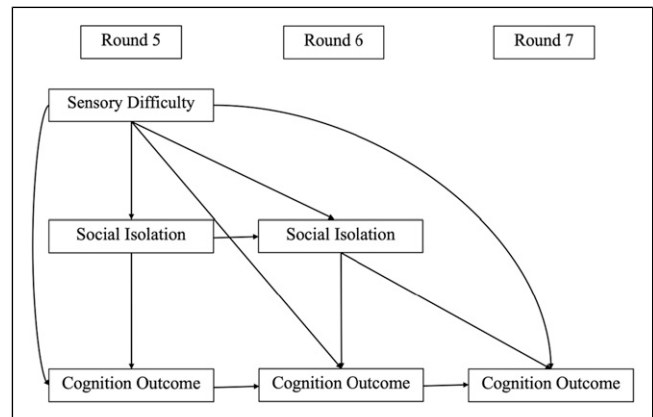 Round 5
Round 6
Round 7
Sensory Difficulty
Social Isolation
Social Isolation
Cognition Outcome
Cognition Outcome
Cognition Outcome